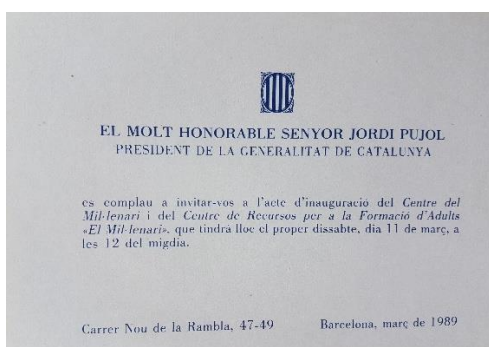 EL MOLT HONORABLE SENYOR JORDI PUJOL
PRESIDENT DE LA GENERALITAT DE CATALUNYA
es complau a invitar-vos a l'acte d'inauguració del Centre del
Mil·lenari i del Centre de Recursos per a la Formació d'Adults
«El Mil·lenari», que tindrà lloc el proper dissabte, dia 11 de març, a
les 12 del migdia.
Carrer Nou de la Rambla, 47-49 Barcelona, març de 1989